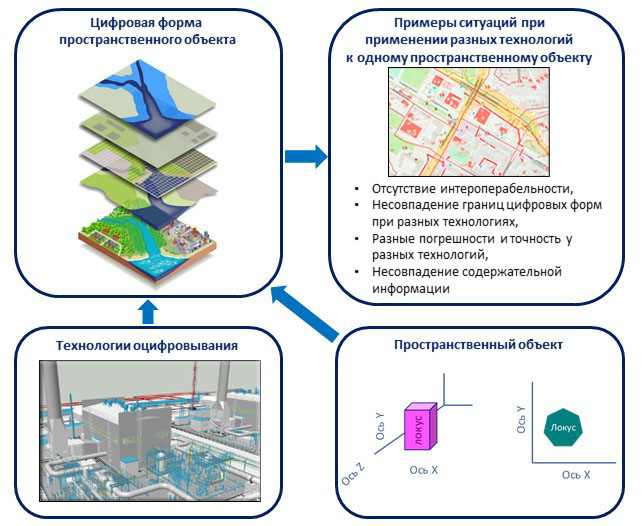 Цифровая форма
пространственного объекта
Примеры ситуаций при
применении разных технологий
к одному пространственному объекту
• Отсутствие интероперабельности,
• Несовпадение границ цифровых форм
при разных технологиях,
• Разные погрешности и точность у
разных технологий,
• Несовпадение содержательной
информации
Технологии оцифровывания
Пространственный объект
Ось Y
локус
Ось Z
Ось X
Ось Y
Локус
Ось X